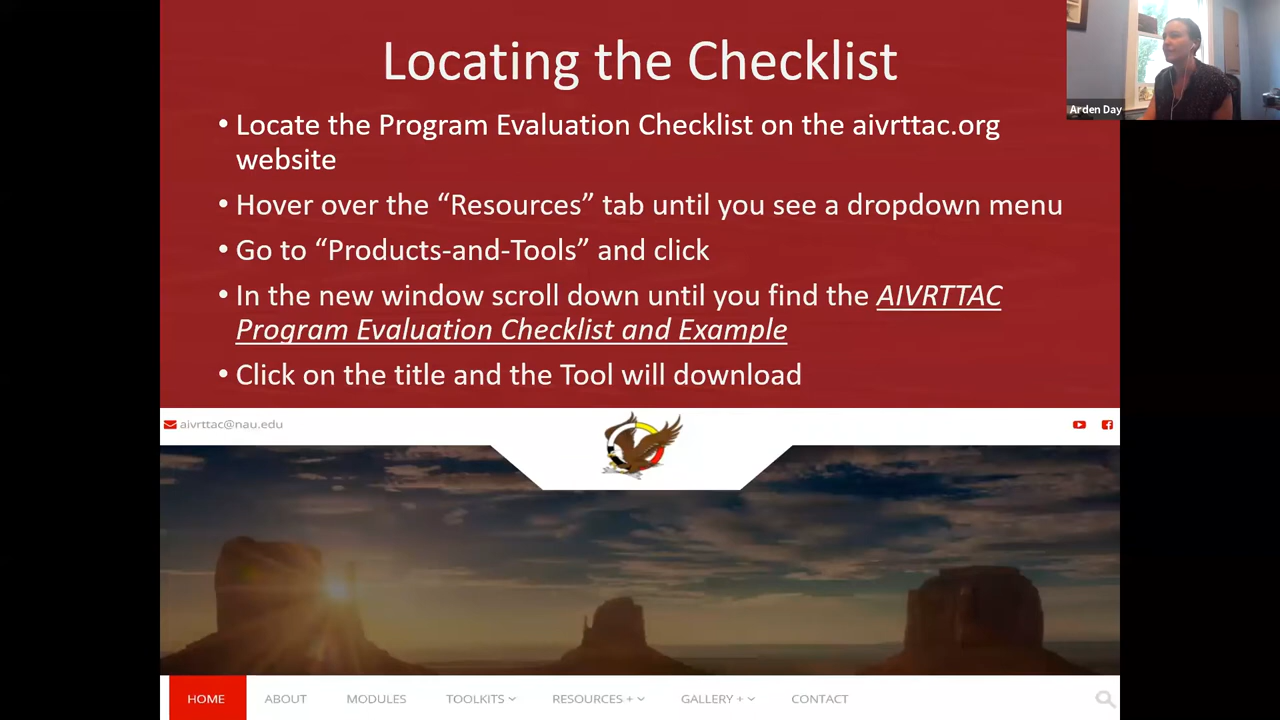 Locating the Checklist
Arden Day
• Locate the Program Evaluation Checklist on the aivrttac.org
website
• Hover over the “Resources” tab until you see a dropdown menu
• Go to “Products-and-Tools” and click
• In the new window scroll down until you find the AIVRTTAC
Program Evaluation Checklist and Example
• Click on the title and the Tool will download
aivrttac@nau.edu
HOME ABOUT MODULES TOOLKITS RESOURCES + GALLERY + CONTACT